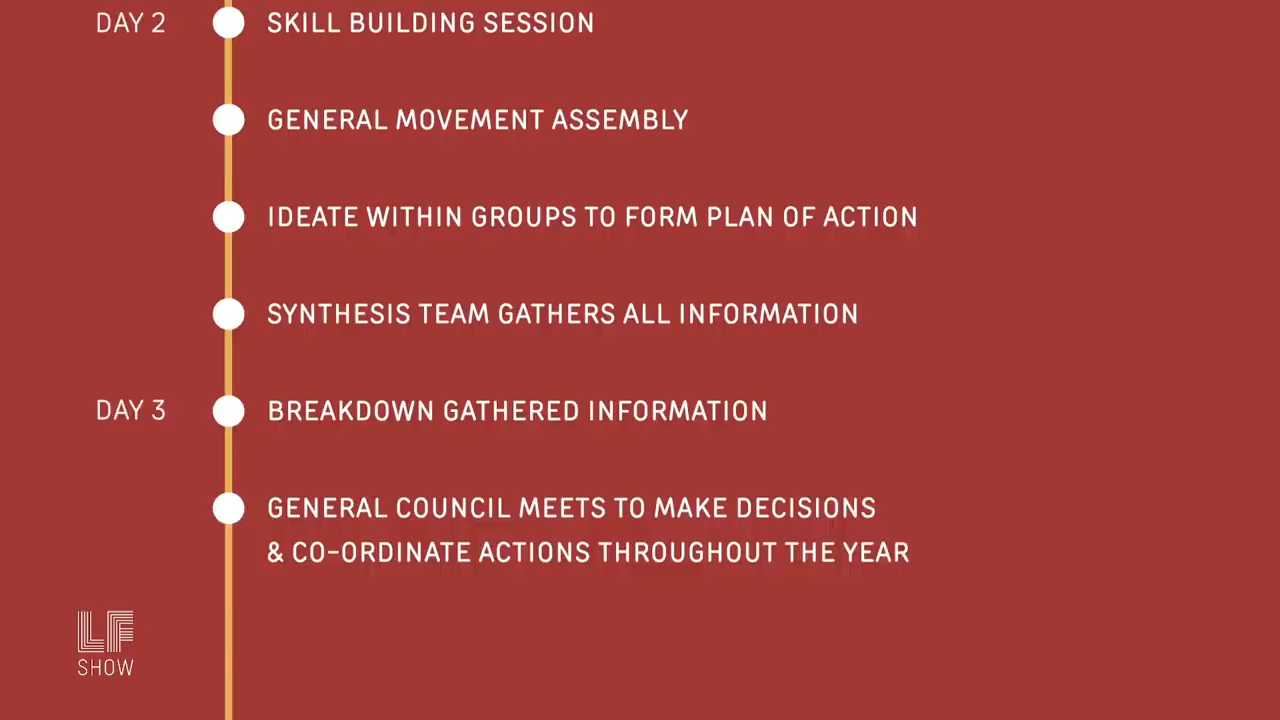 DAY 2
SKILL BUILDING SESSION
GENERAL MOVEMENT ASSEMBLY
IDEATE WITHIN GROUPS TO FORM PLAN OF ACTION
SYNTHESIS TEAM GATHERS ALL INFORMATION
DAY 3
BREAKDOWN GATHERED INFORMATION
GENERAL COUNCIL MEETS TO MAKE DECISIONS
& CO-ORDINATE ACTIONS THROUGHOUT THE YEAR
LF
SHOW